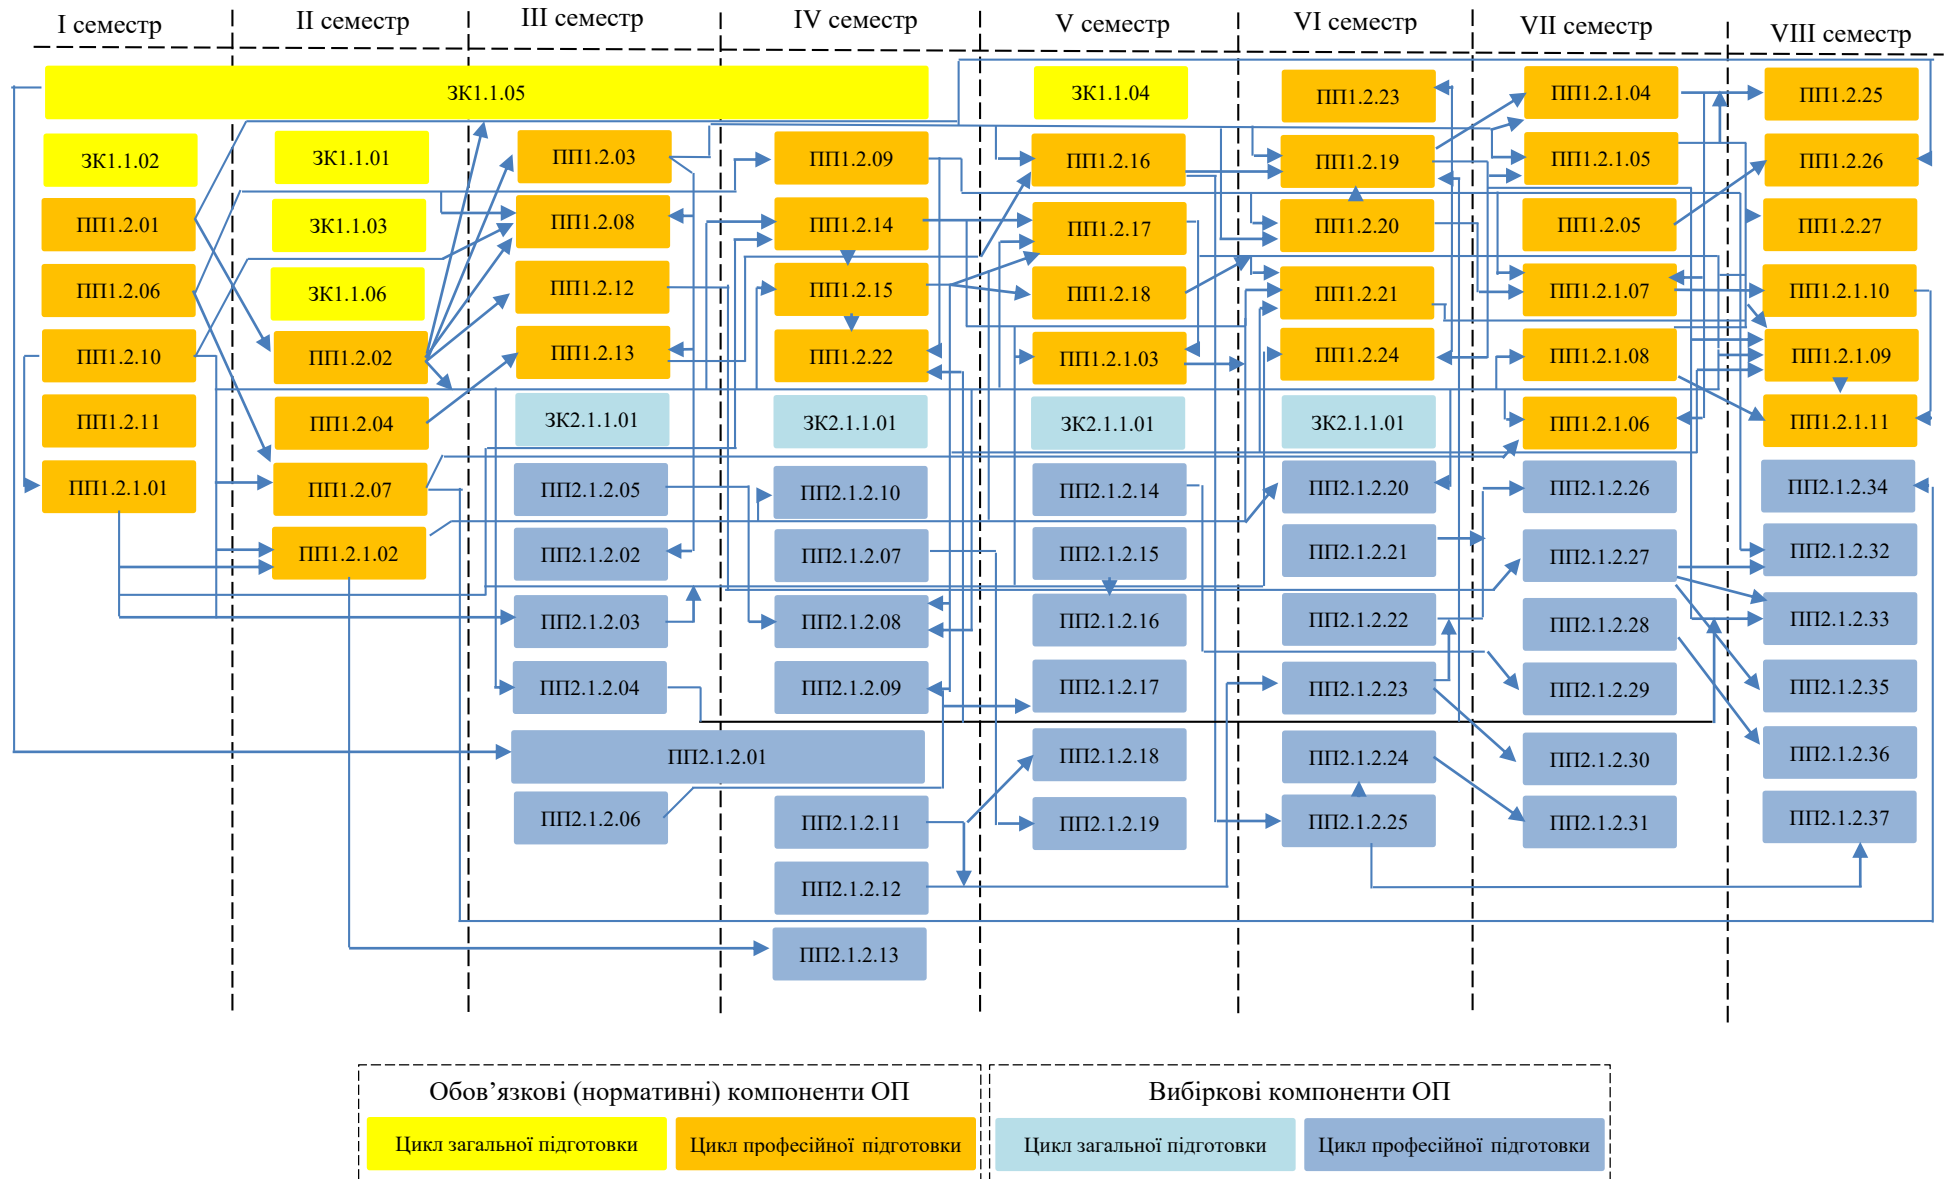 I семестр
II семестр
III семестр
IV семестр
V семестр
VI семестр
VII семестр
VIII семестр
ЗК1.1.05
ЗК1.1.02
ПП1.2.01
ПП1.2.06
ПП1.2.10
ПП1.2.11
ПП1.2.1.01
ЗК1.1.01
ЗК1.1.03
ЗК1.1.06
ПП1.2.02
ПП1.2.04
ПП1.2.07
ПП1.2.1.02
ПП1.2.03
ПП1.2.08
ПП1.2.12
ПП1.2.13
ЗК2.1.1.01
ПП2.1.2.05
ПП2.1.2.02
ПП2.1.2.03
ПП2.1.2.04
ПП2.1.2.01
ПП2.1.2.06
ПП1.2.09
ПП1.2.14
ПП1.2.15
ПП1.2.22
ЗК2.1.1.01
ПП2.1.2.10
ПП2.1.2.07
ПП2.1.2.08
ПП2.1.2.09
ПП2.1.2.11
ПП2.1.2.12
ПП2.1.2.13
ЗК1.1.04
ПП1.2.16
ПП1.2.17
ПП1.2.18
ПП1.2.1.03
ЗК2.1.1.01
ПП2.1.2.14
ПП2.1.2.15
ПП2.1.2.16
ПП2.1.2.17
ПП2.1.2.18
ПП2.1.2.19
ПП1.2.23
ПП1.2.19
ПП1.2.20
ПП1.2.21
ПП1.2.24
ЗК2.1.1.01
ПП2.1.2.20
ПП2.1.2.21
ПП2.1.2.22
ПП2.1.2.23
ПП2.1.2.24
ПП2.1.2.25
ПП1.2.1.04
ПП1.2.1.05
ПП1.2.05
ПП1.2.1.07
ПП1.2.1.08
ПП1.2.1.06
ПП2.1.2.26
ПП2.1.2.27
ПП2.1.2.28
ПП2.1.2.29
ПП2.1.2.30
ПП2.1.2.31
ПП1.2.25
ПП1.2.26
ПП1.2.27
ПП1.2.1.10
ПП1.2.1.09
ПП1.2.1.11
ПП2.1.2.34
ПП2.1.2.32
ПП2.1.2.33
ПП2.1.2.35
ПП2.1.2.36
ПП2.1.2.37
Обов’язкові (нормативні) компоненти ОП
Цикл загальної підготовки
Цикл професійної підготовки
Вибіркові компоненти ОП
Цикл загальної підготовки
Цикл професійної підготовки